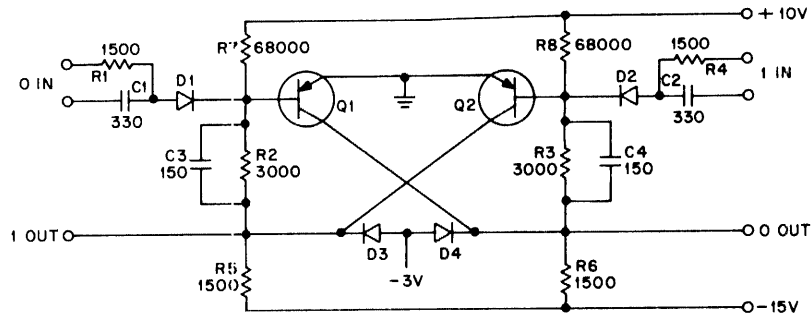 +10V
1500
R7
68000
R8
68000
1500
0 IN
R1
C1
D1
D2
C2
R4
1 IN
330
Q1
Q2
330
C3
150
R2
3000
R3
3000
C4
150
1 OUT
D3
D4
0 OUT
-3V
R5
1500
R6
1500
-15V